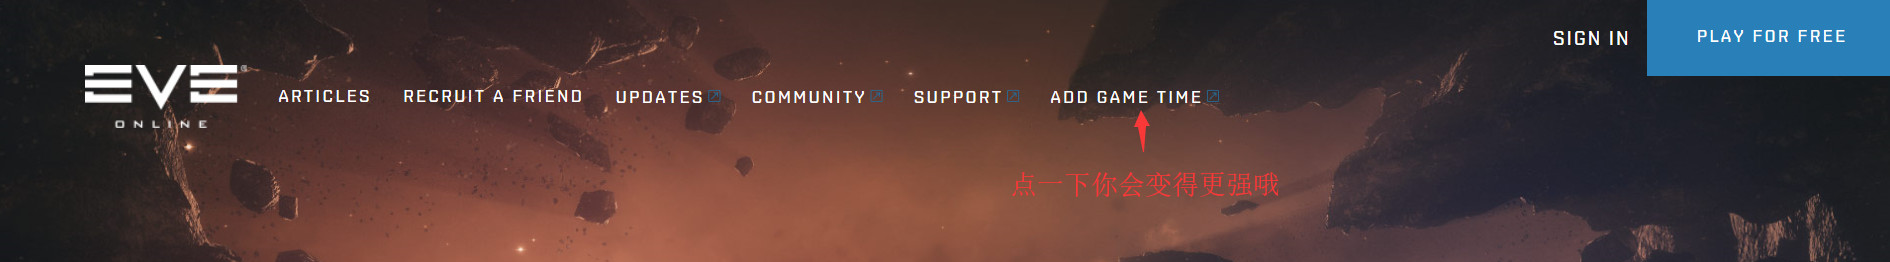 SIGN IN
PLAY FOR FREE
EVE
ONLINE
ARTICLES
RECRUIT A FRIEND
UPDATES
COMMUNITY
SUPPORT
ADD GAME TIME
点一下你会变得更强哦